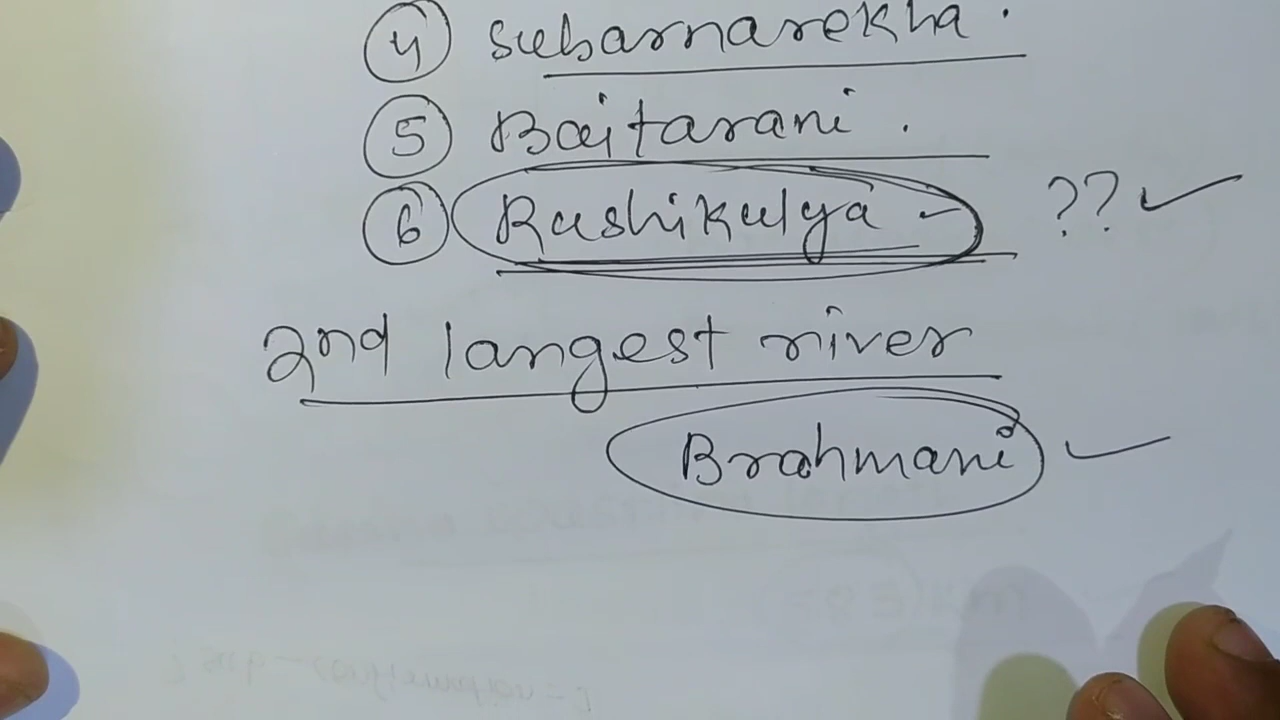 ④ Subarnarekha.
⑤ Baitarani.
⑥ Rushikulya ??
2nd largest river
Brahmani